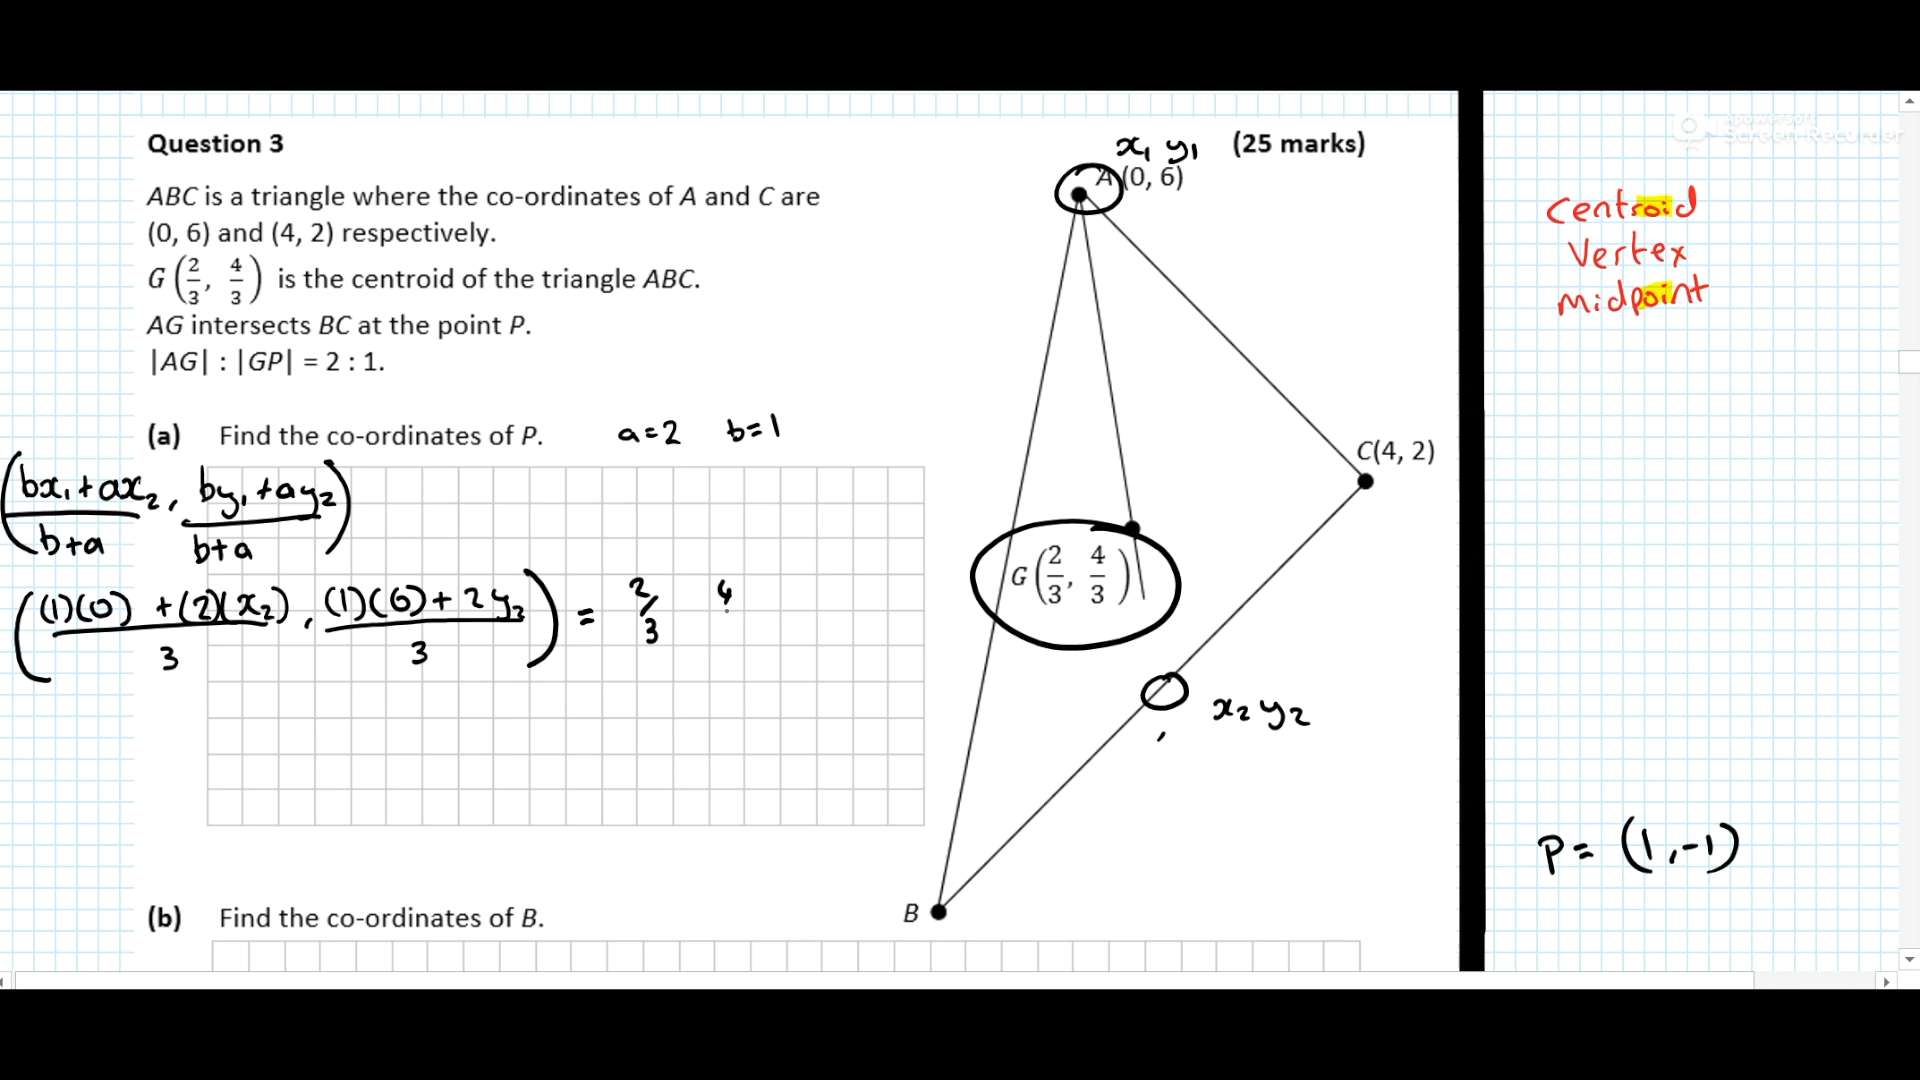 Question 3 (25 marks)
ABC is a triangle where the co-ordinates of A and C are
(0, 6) and (4, 2) respectively.
G (2/3, 4/3) is the centroid of the triangle ABC.
AG intersects BC at the point P.
|AG| : |GP| = 2 : 1.
(a) Find the co-ordinates of P. a=2 b=1
(bx₁+ax₂/b+a, by₁+ay₂/b+a)
((1)(0) +(2)(x₂)/3, (1)(6)+2y₂/3) = 2/3 4
(b) Find the co-ordinates of B.
x₁ y₁
A (0, 6)
C(4, 2)
G (2/3, 4/3)
x₂ y₂
B
Apowersoft
Screen Recorder
Centroid
Vertex
Midpoint
P= (1,-1)